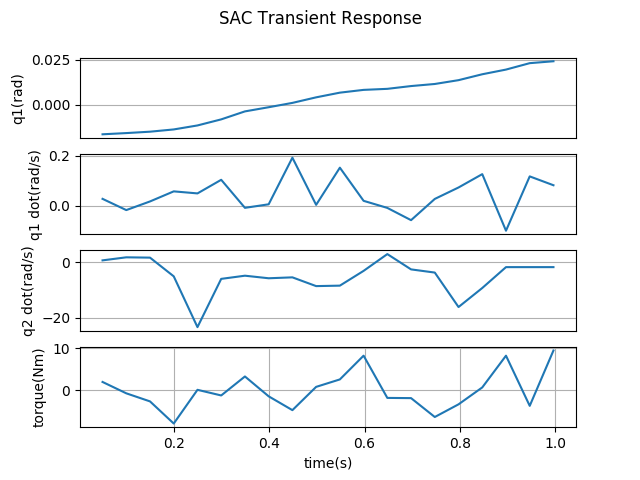 SAC Transient Response
0.025
0.000
q1(rad)
0.2
0.0
q1 dot(rad/s)
0
−20
q2 dot(rad/s)
10
0
torque(Nm)
0.2 0.4 0.6 0.8 1.0
time(s)